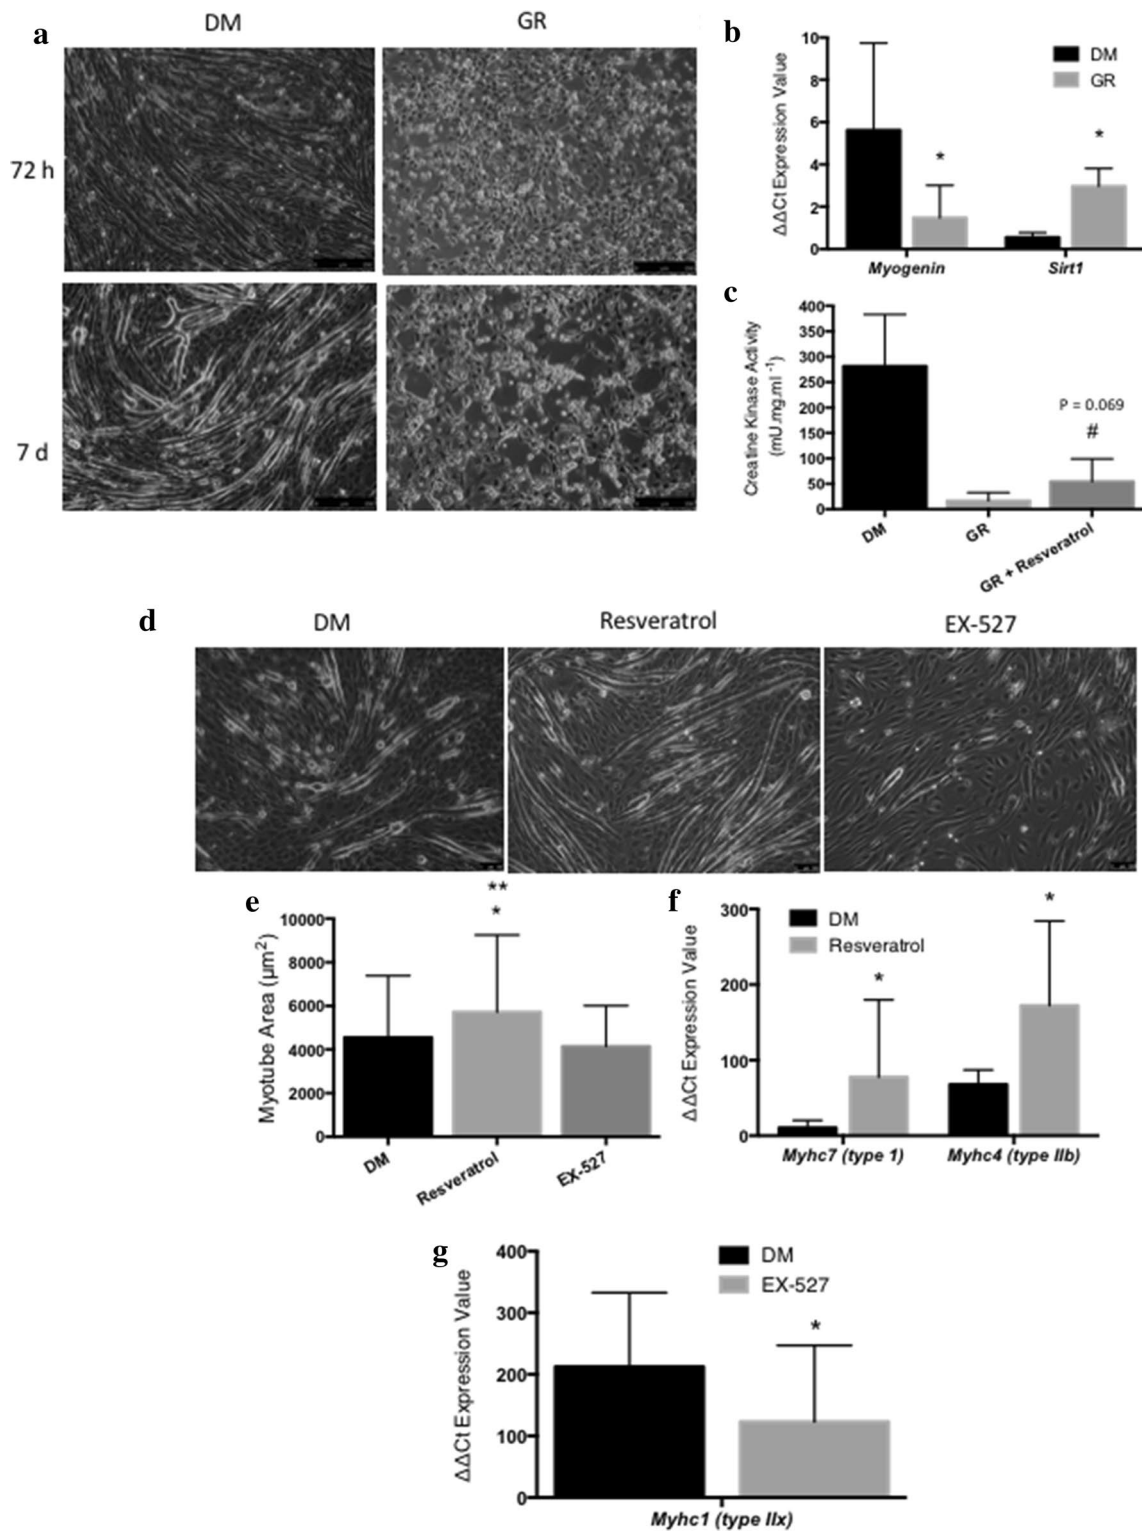 a
DM
GR
72 h
7 d
b
10
8
6
4
2
0
ΔΔCt Expression Value
DM
GR
*
*
Myogenin
Sirt1
c
400
350
300
250
200
150
100
50
0
Creatine Kinase Activity
(mU.mg.ml⁻¹)
P = 0.069
#
DM
GR
GR + Resveratrol
d
DM
Resveratrol
EX-527
e
**
*
10000
8000
6000
4000
2000
0
Myotube Area (µm²)
DM
Resveratrol
EX-527
f
300
200
100
0
ΔΔCt Expression Value
DM
Resveratrol
*
*
Myhc7 (type 1)
Myhc4 (type IIb)
g
400
300
200
100
0
ΔΔCt Expression Value
DM
EX-527
*
Myhc1 (type IIx)